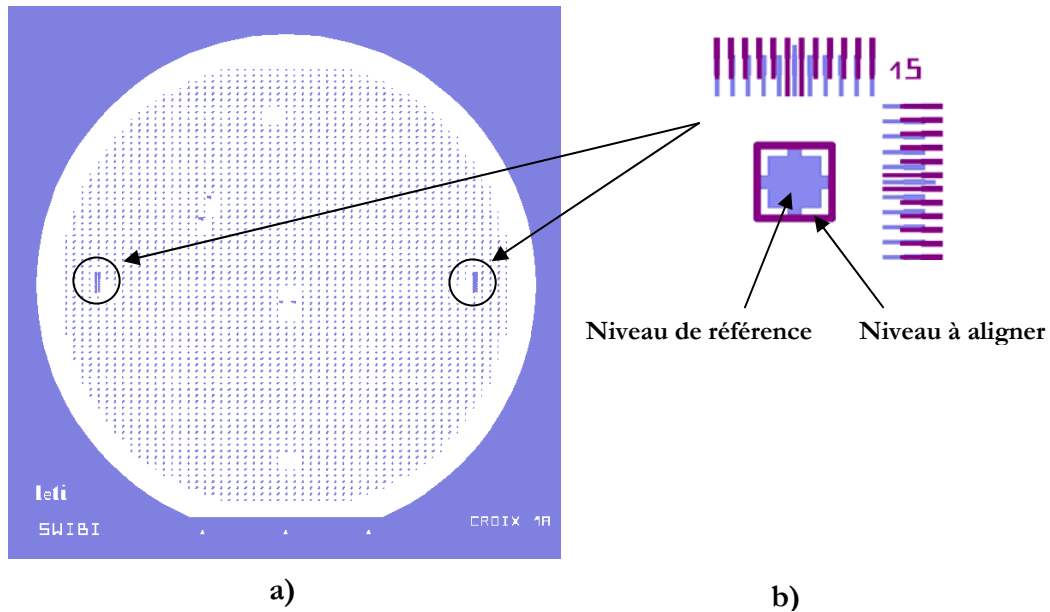 15
Niveau de référence
Niveau à aligner
leti
SWIBI
CROIX 1A
a)
b)